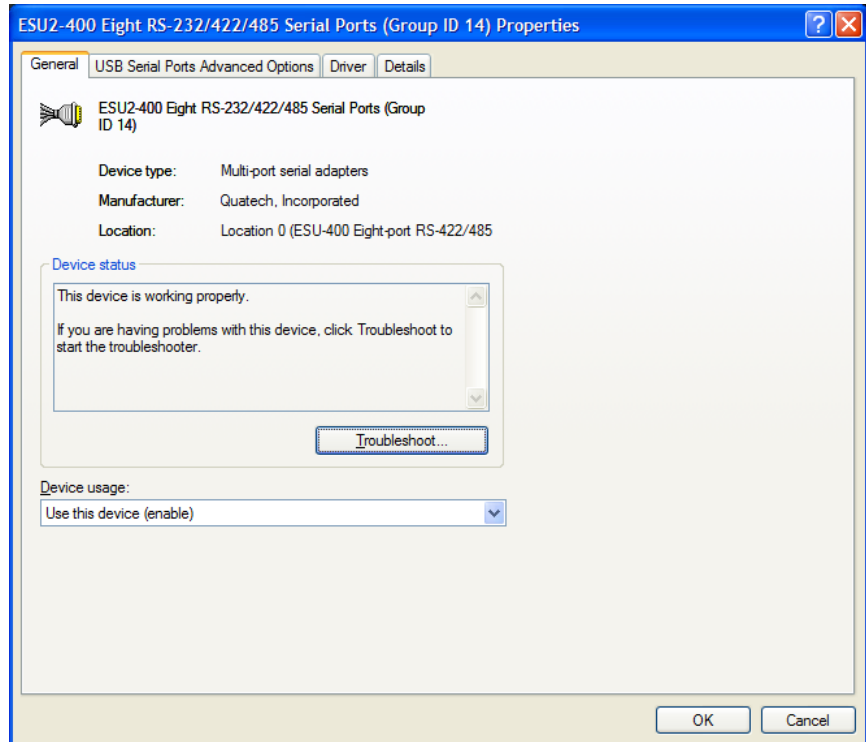 ESU2-400 Eight RS-232/422/485 Serial Ports (Group ID 14) Properties
General
USB Serial Ports Advanced Options
Driver
Details
ESU2-400 Eight RS-232/422/485 Serial Ports (Group
ID 14)
Device type: Multi-port serial adapters
Manufacturer: Quatech, Incorporated
Location: Location 0 (ESU-400 Eight-port RS-422/485
Device status
This device is working properly.
If you are having problems with this device, click Troubleshoot to
start the troubleshooter.
Troubleshoot...
Device usage:
Use this device (enable)
OK
Cancel